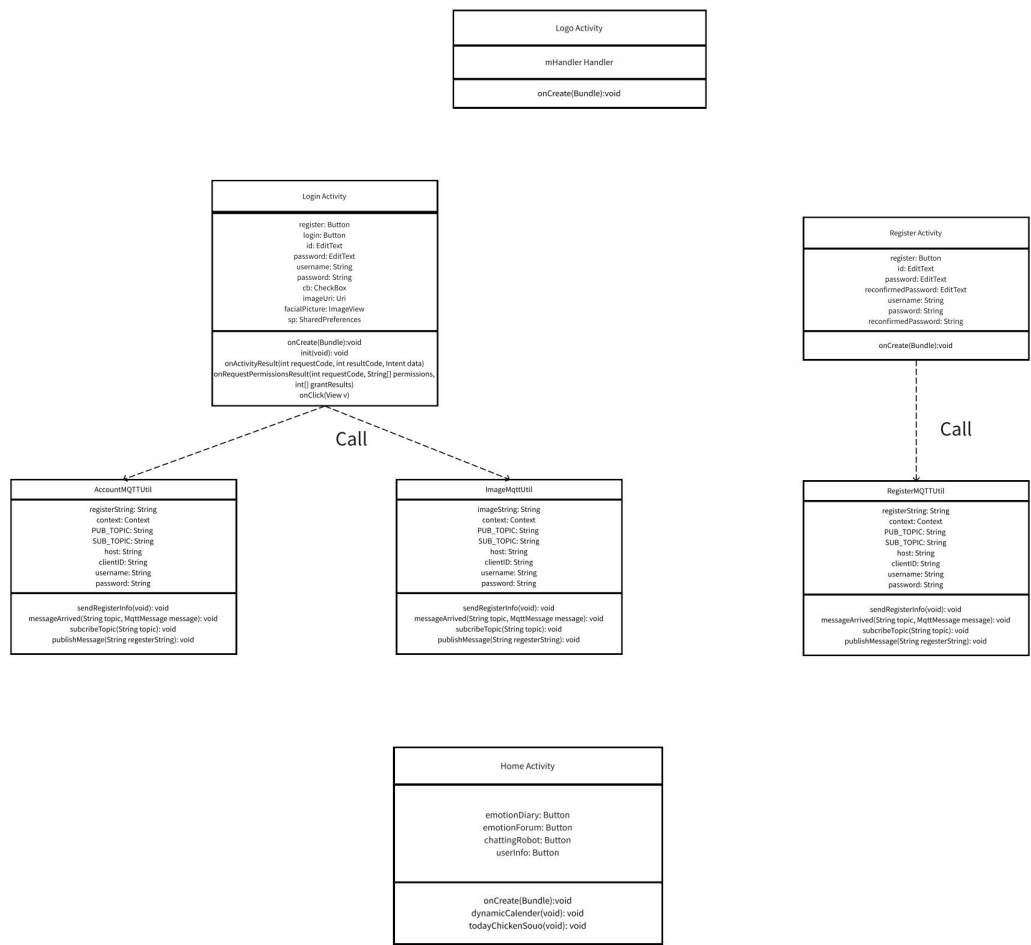 Logo Activity
mHandler Handler
onCreate(Bundle):void
Login Activity
register: Button
login: Button
id: EditText
password: EditText
username: String
password: String
cb: CheckBox
imageUri: Uri
facialPicture: ImageView
sp: SharedPreferences
onCreate(Bundle):void
init(void): void
onActivityResult(int requestCode, int resultCode, Intent data)
onRequestPermissionsResult(int requestCode, String[] permissions,
int[] grantResults)
onClick(View v)
Register Activity
register: Button
id: EditText
password: EditText
reconfirmedPassword: EditText
username: String
password: String
reconfirmedPassword: String
onCreate(Bundle):void
Call
Call
AccountMQTTUtil
registerString: String
context: Context
PUB_TOPIC: String
SUB_TOPIC: String
host: String
clientID: String
username: String
password: String
sendRegisterInfo(void): void
messageArrived(String topic, MqttMessage message): void
subcribeTopic(String topic): void
publishMessage(String regesterString): void
ImageMqttUtil
imageString: String
context: Context
PUB_TOPIC: String
SUB_TOPIC: String
host: String
clientID: String
username: String
password: String
sendRegisterInfo(void): void
messageArrived(String topic, MqttMessage message): void
subcribeTopic(String topic): void
publishMessage(String regesterString): void
RegisterMQTTUtil
registerString: String
context: Context
PUB_TOPIC: String
SUB_TOPIC: String
host: String
clientID: String
username: String
password: String
sendRegisterInfo(void): void
messageArrived(String topic, MqttMessage message): void
subcribeTopic(String topic): void
publishMessage(String regesterString): void
Home Activity
emotionDiary: Button
emotionForum: Button
chattingRobot: Button
userInfo: Button
onCreate(Bundle):void
dynamicCalender(void): void
todayChickenSouo(void): void